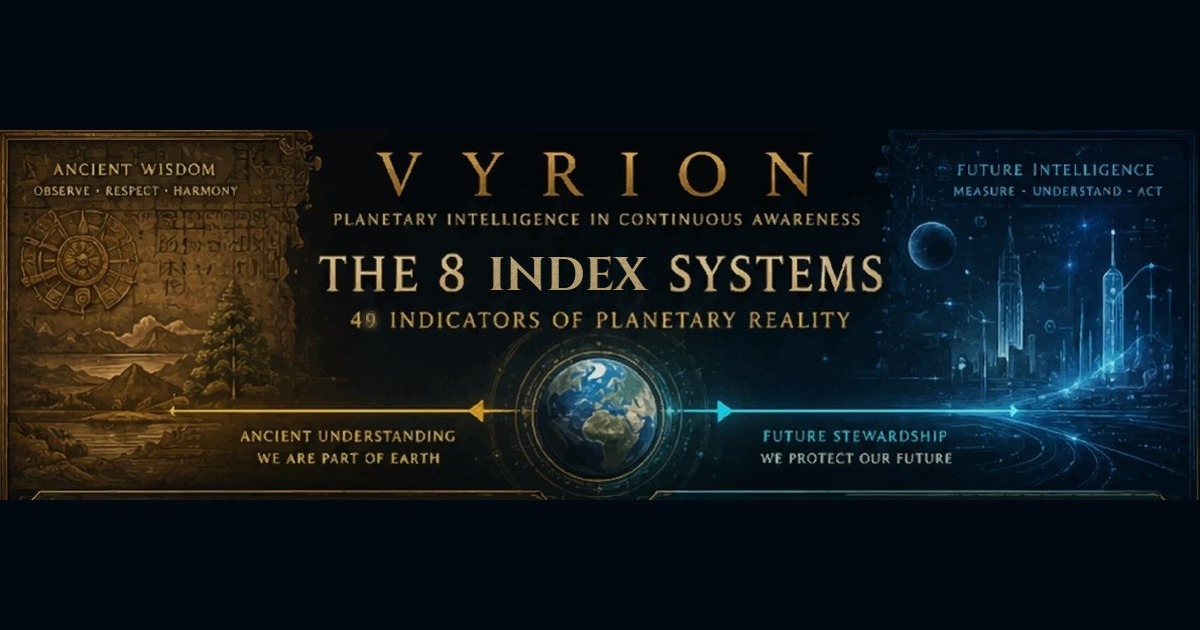 ANCIENT WISDOM
OBSERVE • RESPECT • HARMONY
VYRION
PLANETARY INTELLIGENCE IN CONTINUOUS AWARENESS
THE 8 INDEX SYSTEMS
49 INDICATORS OF PLANETARY REALITY
FUTURE INTELLIGENCE
MEASURE - UNDERSTAND - ACT
ANCIENT UNDERSTANDING
WE ARE PART OF EARTH
FUTURE STEWARDSHIP
WE PROTECT OUR FUTURE